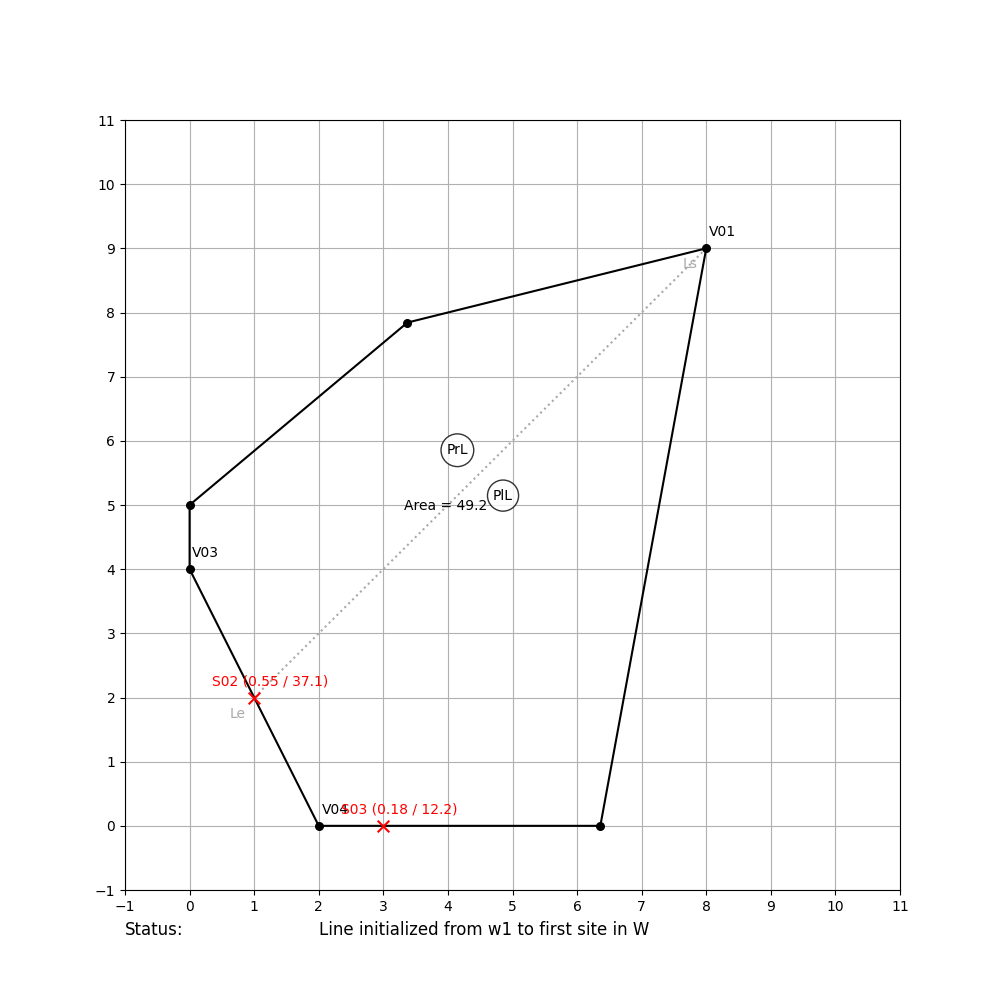 11
10
9
8
7
6
5
4
3
2
1
0
−1
V01
Ls
PrL
PlL
Area = 49.2
V03
S02 (0.55 / 37.1)
Le
V04
S03 (0.18 / 12.2)
−1 0 1 2 3 4 5 6 7 8 9 10 11
Status: Line initialized from w1 to first site in W